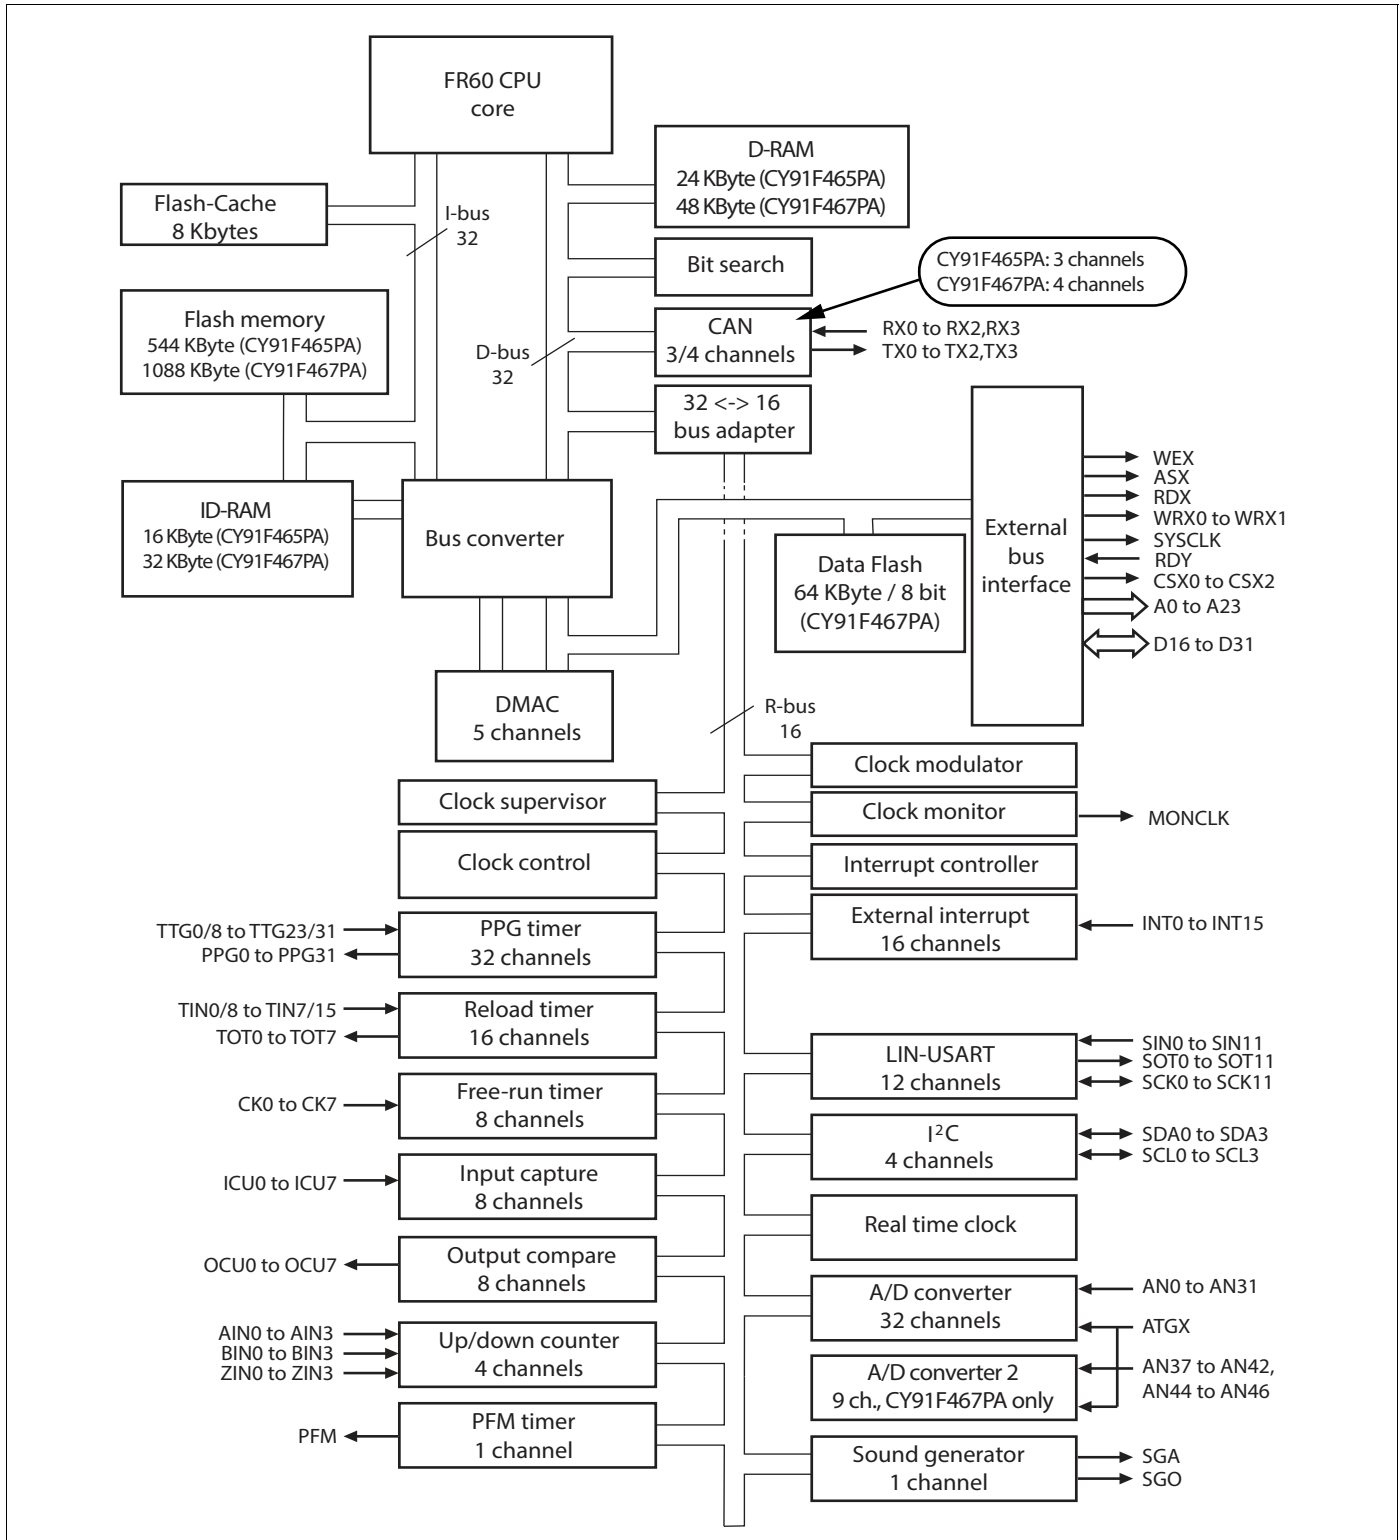 FR60 CPU
core
D-RAM
24 KByte (CY91F465PA)
48 KByte (CY91F467PA)
Flash-Cache
8 Kbytes
I-bus
32
Bit search
CY91F465PA: 3 channels
CY91F467PA: 4 channels
Flash memory
544 KByte (CY91F465PA)
1088 KByte (CY91F467PA)
CAN
3/4 channels
RX0 to RX2,RX3
TX0 to TX2,TX3
D-bus
32
32 <-> 16
bus adapter
ID-RAM
16 KByte (CY91F465PA)
32 KByte (CY91F467PA)
Bus converter
Data Flash
64 KByte / 8 bit
(CY91F467PA)
External
bus
interface
WEX
ASX
RDX
WRX0 to WRX1
SYSCLK
RDY
CSX0 to CSX2
A0 to A23
D16 to D31
DMAC
5 channels
R-bus
16
Clock modulator
Clock supervisor
Clock monitor
MONCLK
Clock control
Interrupt controller
TTG0/8 to TTG23/31
PPG0 to PPG31
PPG timer
32 channels
External interrupt
16 channels
INT0 to INT15
TIN0/8 to TIN7/15
TOT0 to TOT7
Reload timer
16 channels
LIN-USART
12 channels
SIN0 to SIN11
SOT0 to SOT11
SCK0 to SCK11
CK0 to CK7
Free-run timer
8 channels
I²C
4 channels
SDA0 to SDA3
SCL0 to SCL3
ICU0 to ICU7
Input capture
8 channels
Real time clock
OCU0 to OCU7
Output compare
8 channels
A/D converter
32 channels
AN0 to AN31
ATGX
AIN0 to AIN3
BIN0 to BIN3
ZIN0 to ZIN3
Up/down counter
4 channels
A/D converter 2
9 ch., CY91F467PA only
AN37 to AN42,
AN44 to AN46
PFM
PFM timer
1 channel
Sound generator
1 channel
SGA
SGO